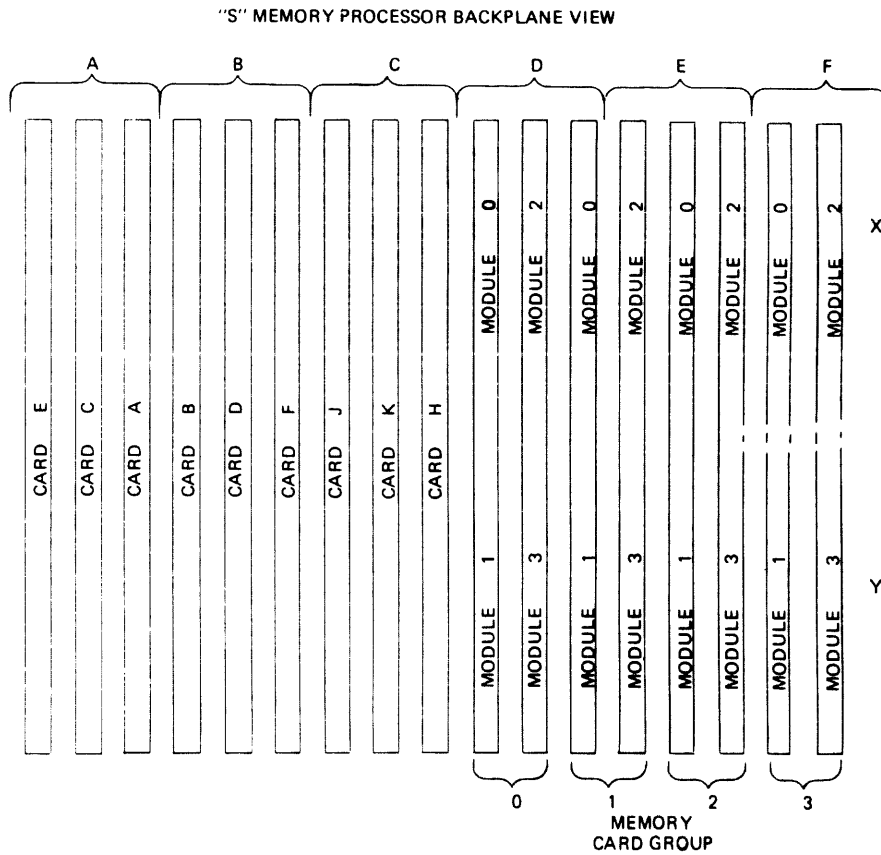 "S" MEMORY PROCESSOR BACKPLANE VIEW
A B C D E F
CARD E
CARD C
CARD A
CARD B
CARD D
CARD F
CARD J
CARD K
CARD H
MODULE 0
MODULE 2
MODULE 0
MODULE 2
MODULE 0
MODULE 2
MODULE 0
MODULE 2
X
MODULE 1
MODULE 3
MODULE 1
MODULE 3
MODULE 1
MODULE 3
MODULE 1
MODULE 3
Y
0 1 2 3
MEMORY
CARD GROUP